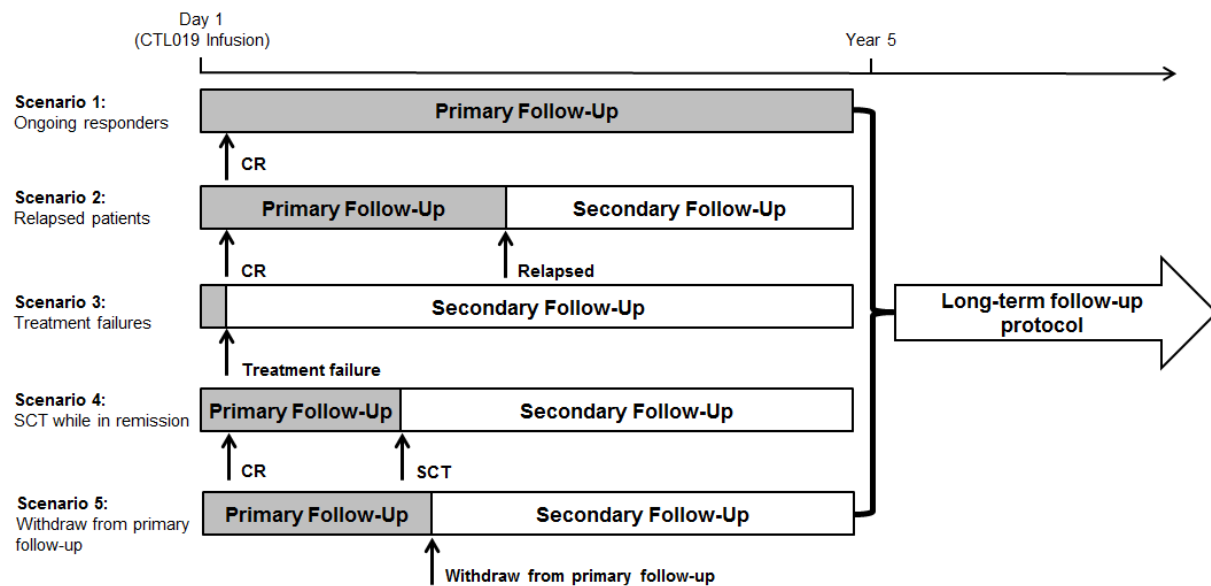 Day 1
(CTL019 Infusion)
Year 5
Scenario 1:
Ongoing responders
Primary Follow-Up
CR
Scenario 2:
Relapsed patients
Primary Follow-Up
Secondary Follow-Up
CR
Relapsed
Scenario 3:
Treatment failures
Secondary Follow-Up
Treatment failure
Scenario 4:
SCT while in remission
Primary Follow-Up
Secondary Follow-Up
CR
SCT
Scenario 5:
Withdraw from primary
follow-up
Primary Follow-Up
Secondary Follow-Up
Withdraw from primary follow-up
Long-term follow-up
protocol